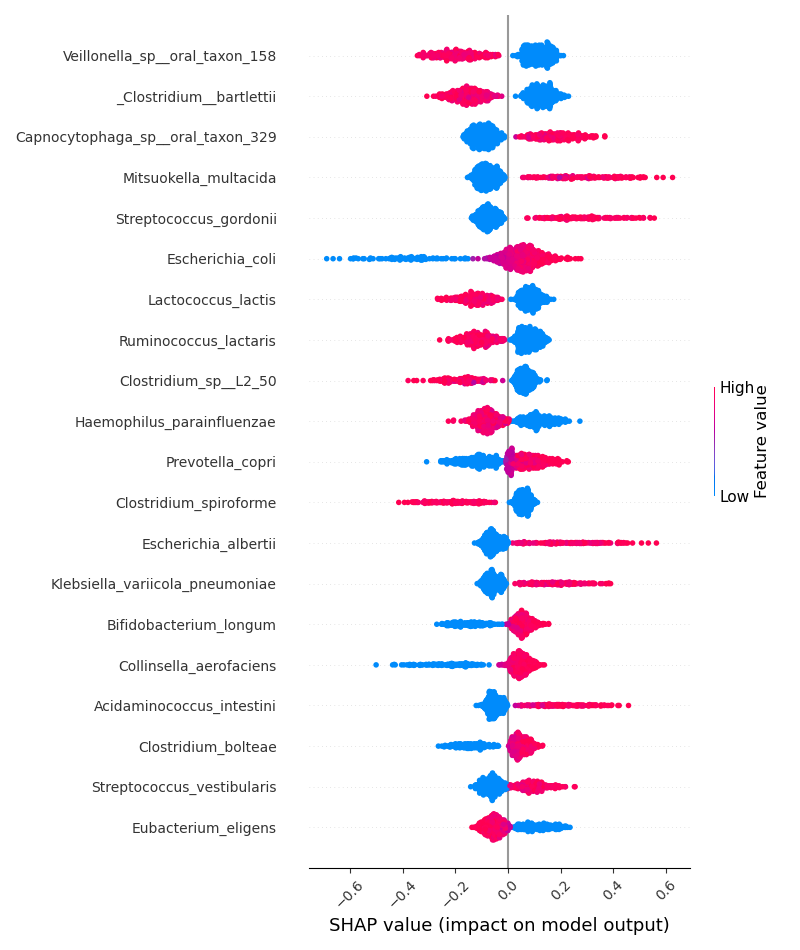 Veillonella_sp__oral_taxon_158
_Clostridium__bartlettii
Capnocytophaga_sp__oral_taxon_329
Mitsuokella_multacida
Streptococcus_gordonii
Escherichia_coli
Lactococcus_lactis
Ruminococcus_lactaris
Clostridium_sp__L2_50
Haemophilus_parainfluenzae
Prevotella_copri
Clostridium_spiroforme
Escherichia_albertii
Klebsiella_variicola_pneumoniae
Bifidobacterium_longum
Collinsella_aerofaciens
Acidaminococcus_intestini
Clostridium_bolteae
Streptococcus_vestibularis
Eubacterium_eligens
−0.6 −0.4 −0.2 0.0 0.2 0.4 0.6
SHAP value (impact on model output)
High
Low
Feature value